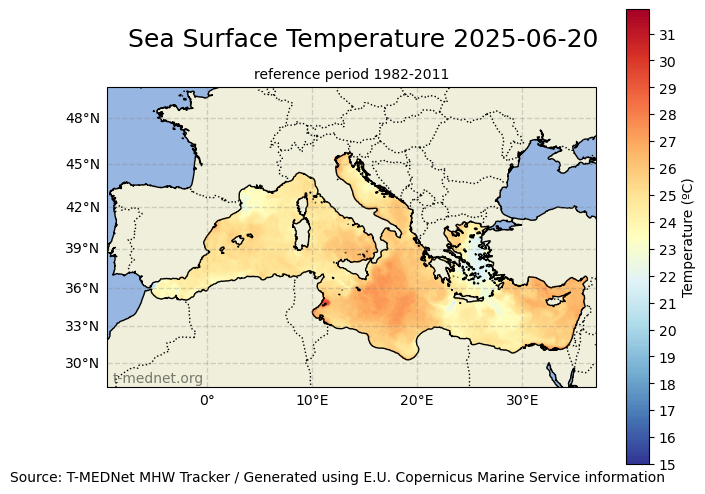 Sea Surface Temperature 2025-06-20
reference period 1982-2011
48°N
45°N
42°N
39°N
36°N
33°N
30°N
t-mednet.org
0°
10°E
20°E
30°E
31
30
29
28
27
26
25
24
23
22
21
20
19
18
17
16
15
Temperature (ºC)
Source: T-MEDNet MHW Tracker / Generated using E.U. Copernicus Marine Service information